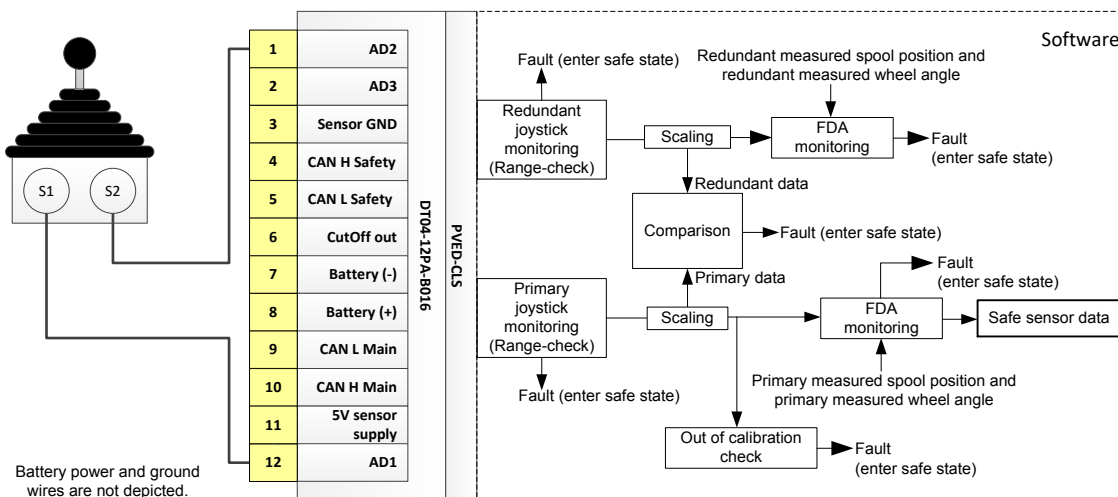 Software
S1
S2
Battery power and ground
wires are not depicted.
1 AD2
2 AD3
3 Sensor GND
4 CAN H Safety
5 CAN L Safety
6 CutOff out
7 Battery (-)
8 Battery (+)
9 CAN L Main
10 CAN H Main
11 5V sensor
supply
12 AD1
DT04-12PA-B016
PVED-CLS
Fault (enter safe state)
Redundant
joystick
monitoring
(Range-check)
Scaling
Redundant measured spool position and
redundant measured wheel angle
FDA
monitoring
Fault
(enter safe state)
Redundant data
Comparison
Fault (enter safe state)
Primary data
Primary
joystick
monitoring
(Range-check)
Fault (enter safe state)
Scaling
Fault
(enter safe state)
FDA
monitoring
Safe sensor data
Primary measured spool position and
primary measured wheel angle
Out of calibration
check
Fault
(enter safe state)